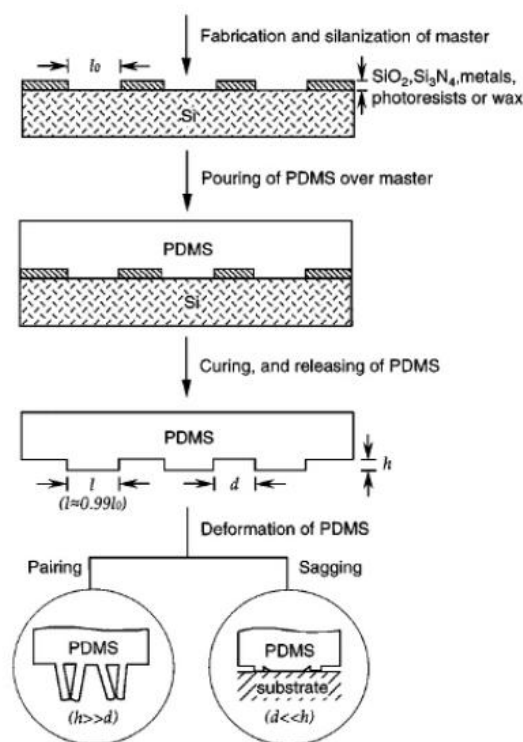 Fabrication and silanization of master
l₀
SiO₂,Si₃N₄,metals,
photoresists or wax
Si
Pouring of PDMS over master
PDMS
Si
Curing, and releasing of PDMS
PDMS
h
l
d
(l≈0.99l₀)
Deformation of PDMS
Pairing
Sagging
PDMS
(h>>d)
PDMS
substrate
(d<<h)